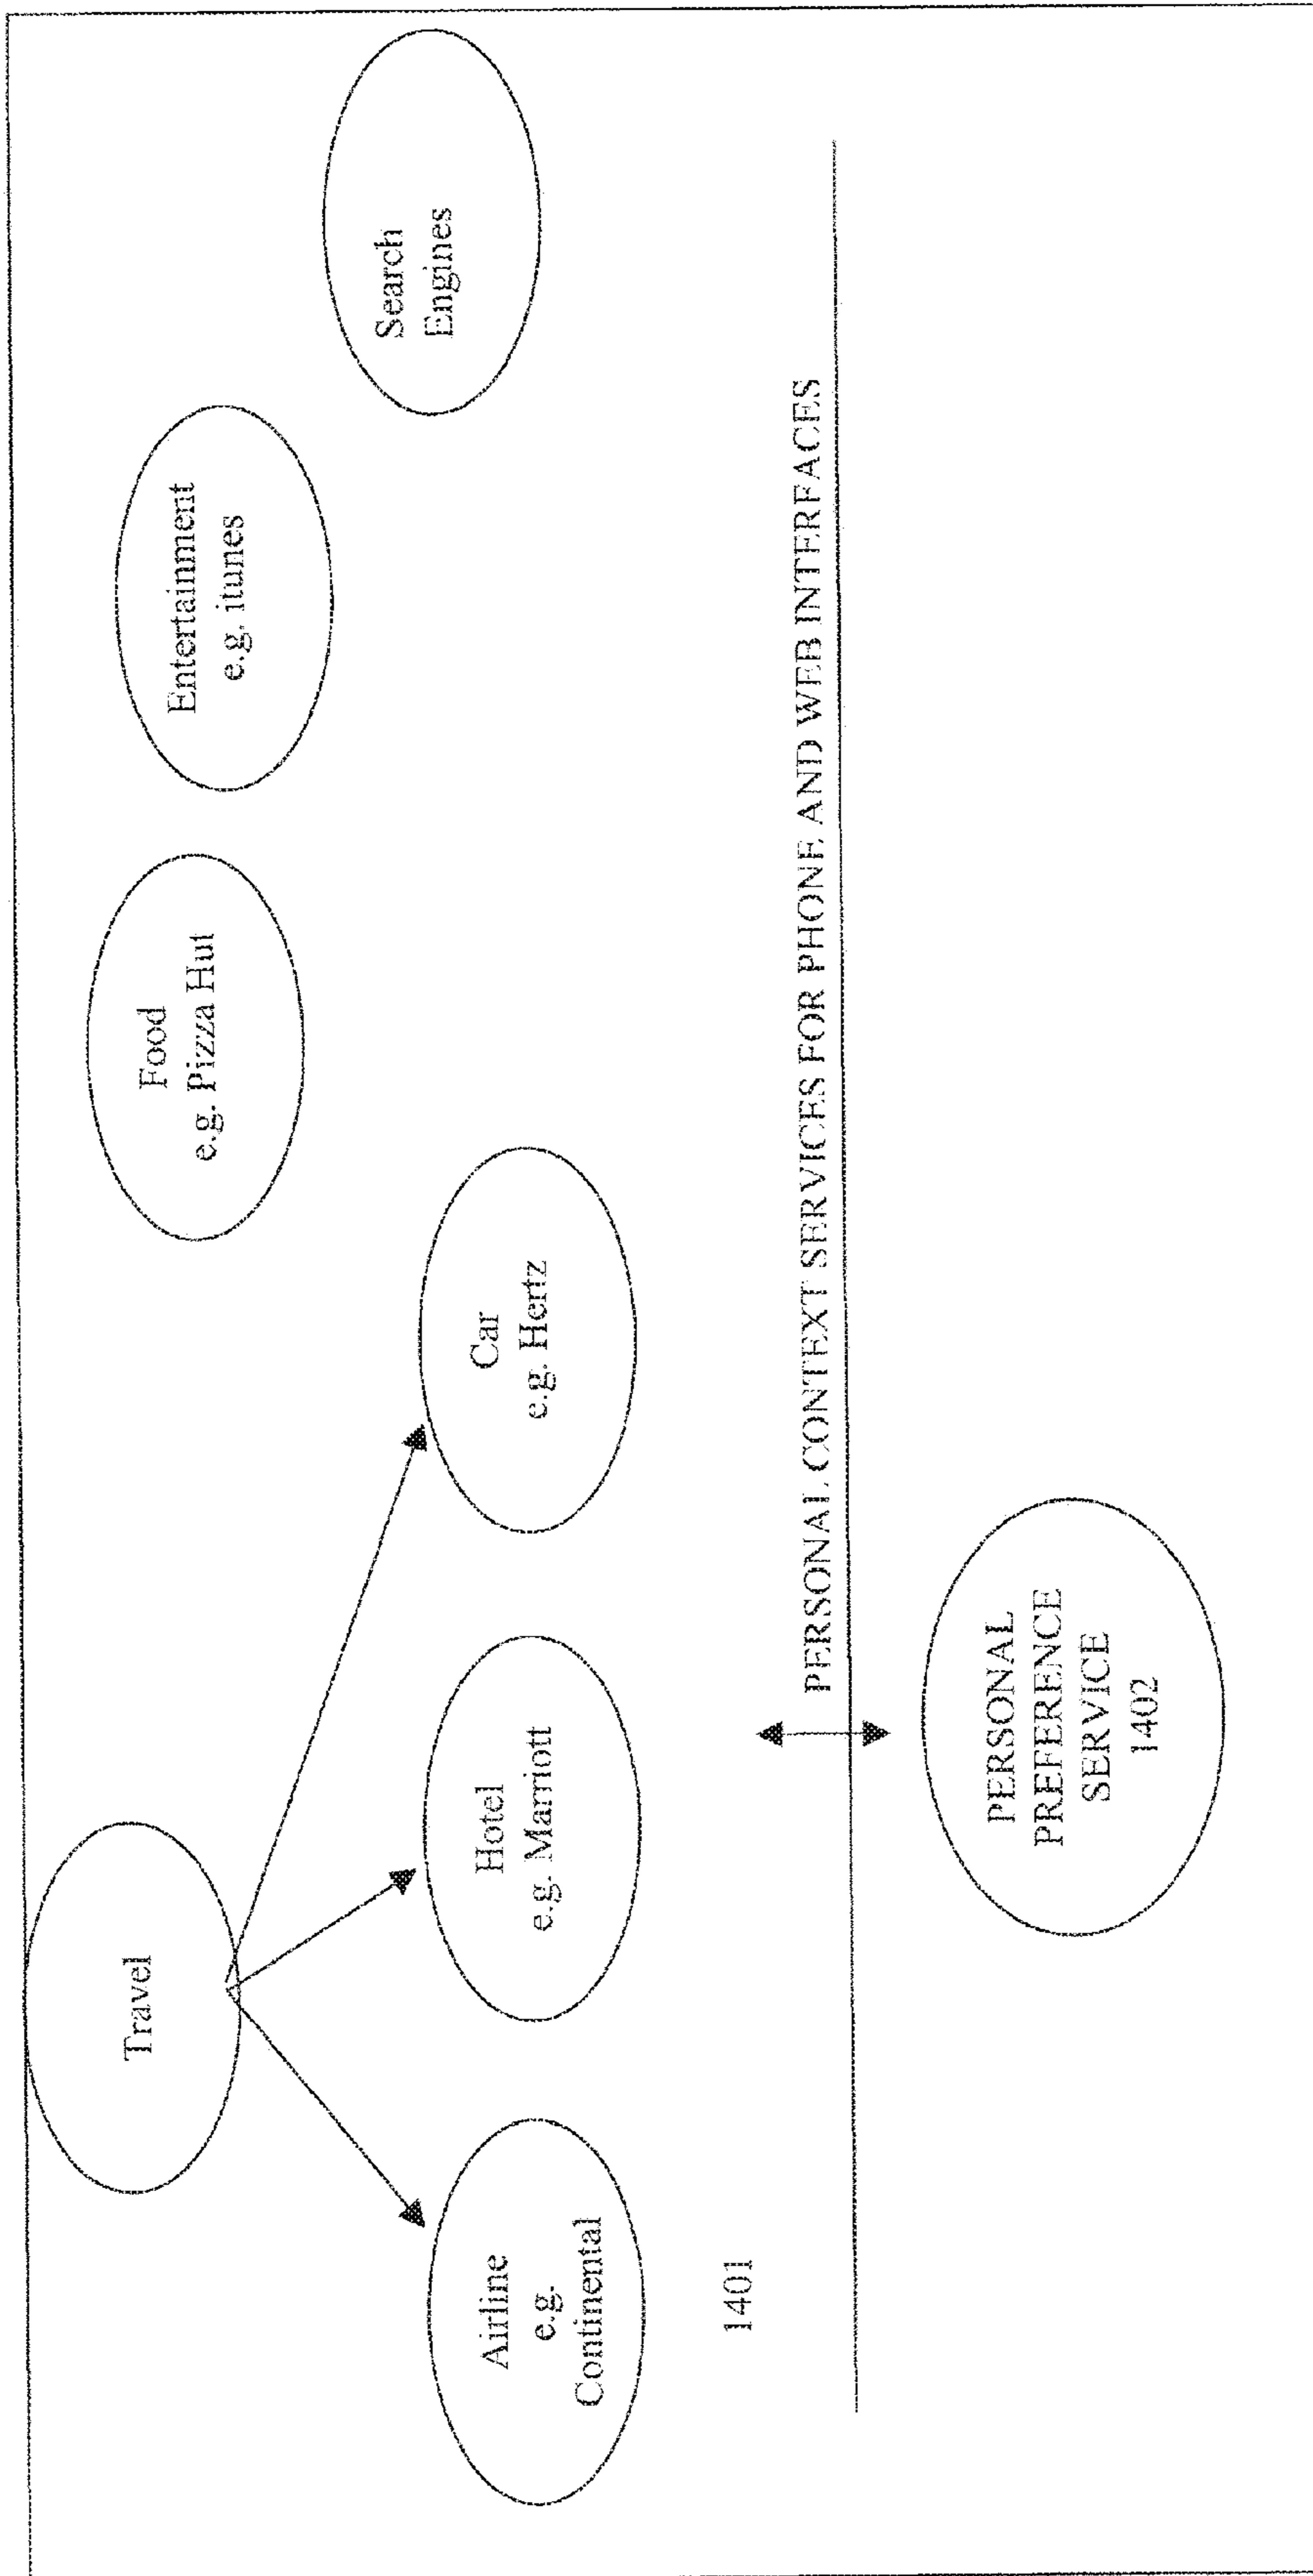 Travel
Food
e.g. Pizza Hut
Entertainment
e.g. itunes
Search
Engines
Airline
e.g.
Continental
Hotel
e.g. Marriott
Car
e.g. Hertz
1401
PERSONAL CONTEXT SERVICES FOR PHONE AND WEB INTERFACES
PERSONAL
PREFERENCE
SERVICE
1402